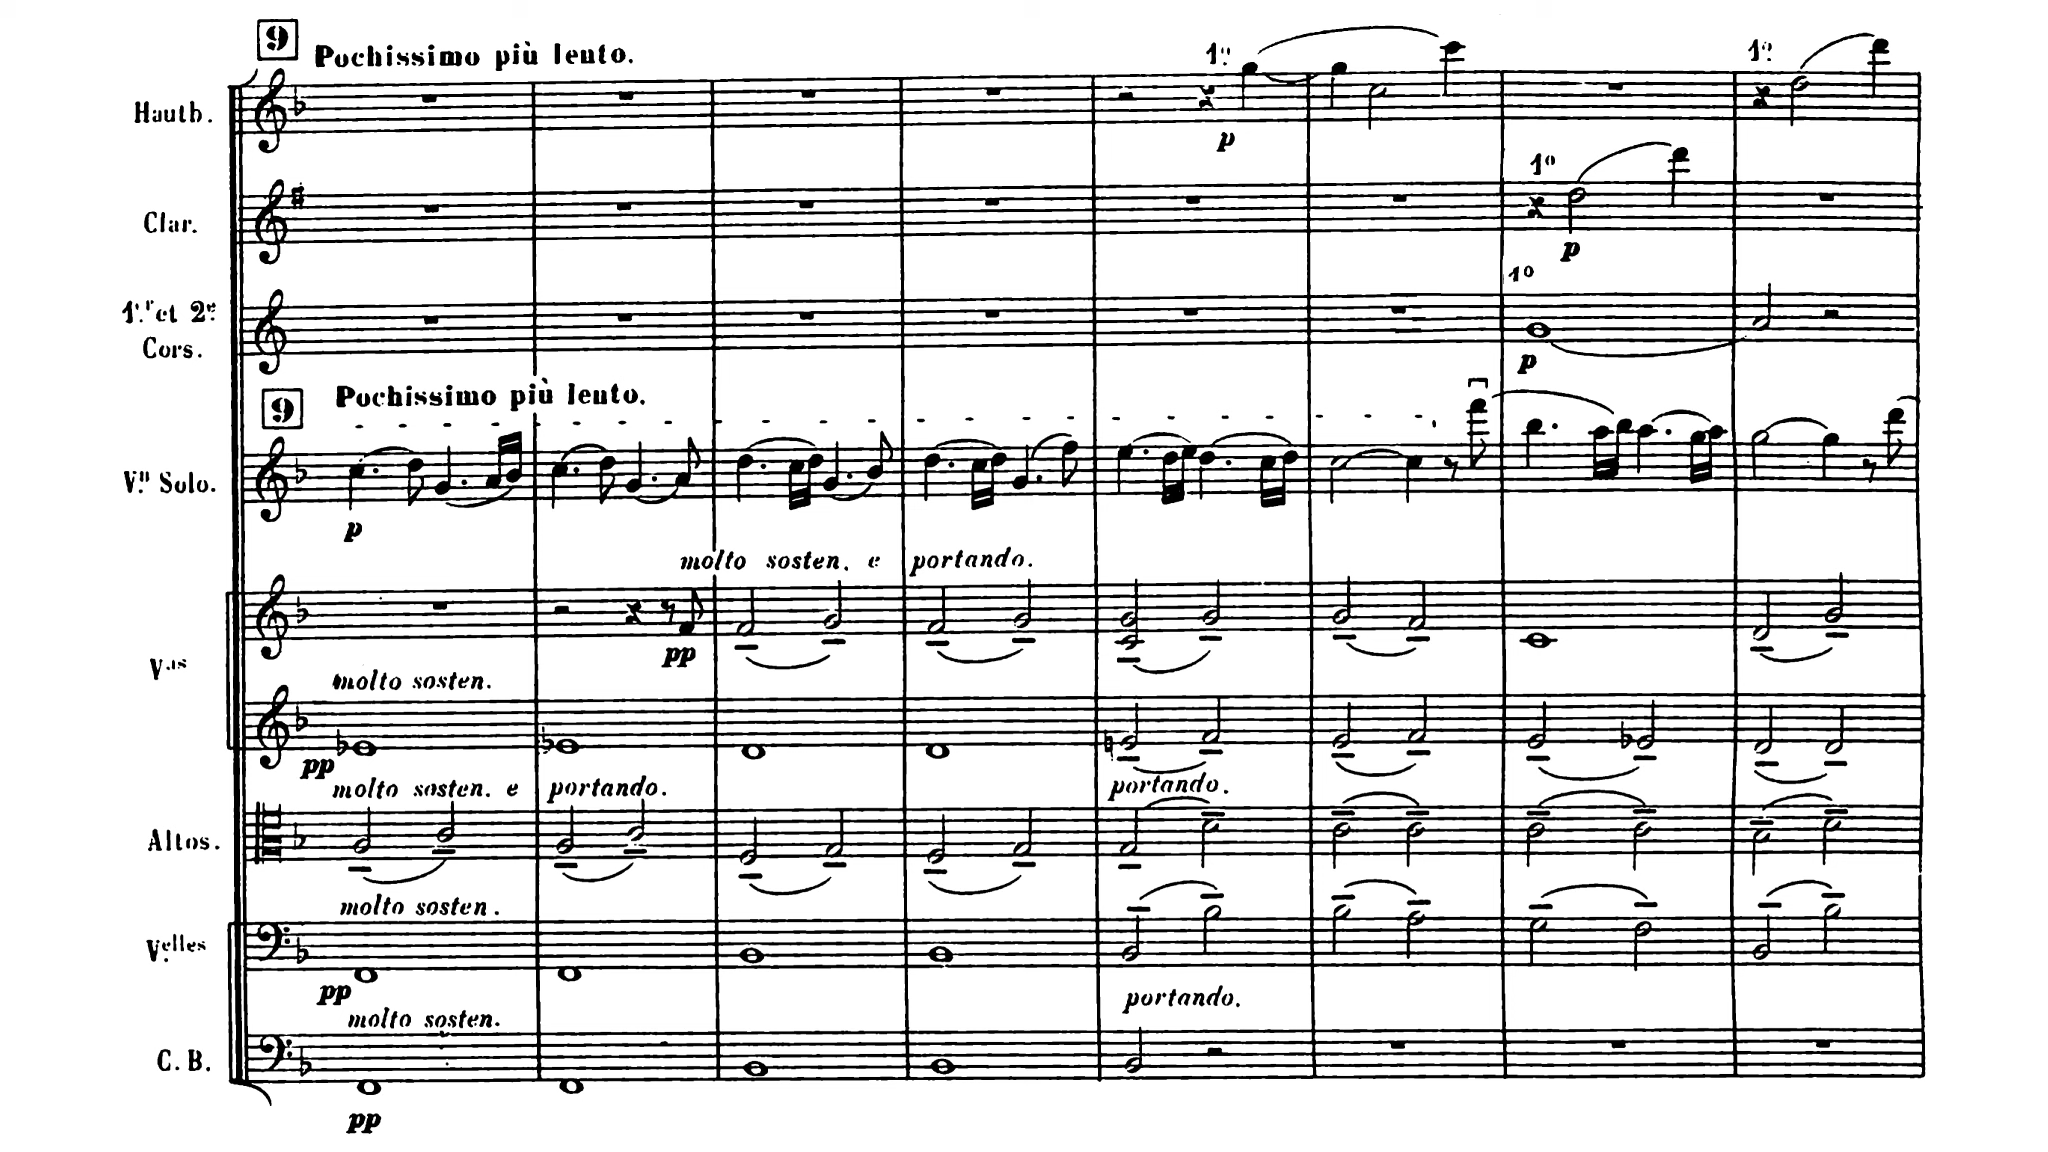 9 Pochissimo più lento.
1º 1º
Hautb.
p
1º
Clar.
p
1º
1er et 2e
Cors.
p
9 Pochissimo più lento.
Vn Solo.
p
molto sosten. e portando.
pp
Vns
molto sosten.
pp
molto sosten. e portando. portando.
Altos.
molto sosten.
Velles
pp
portando.
molto sosten.
C. B.
pp